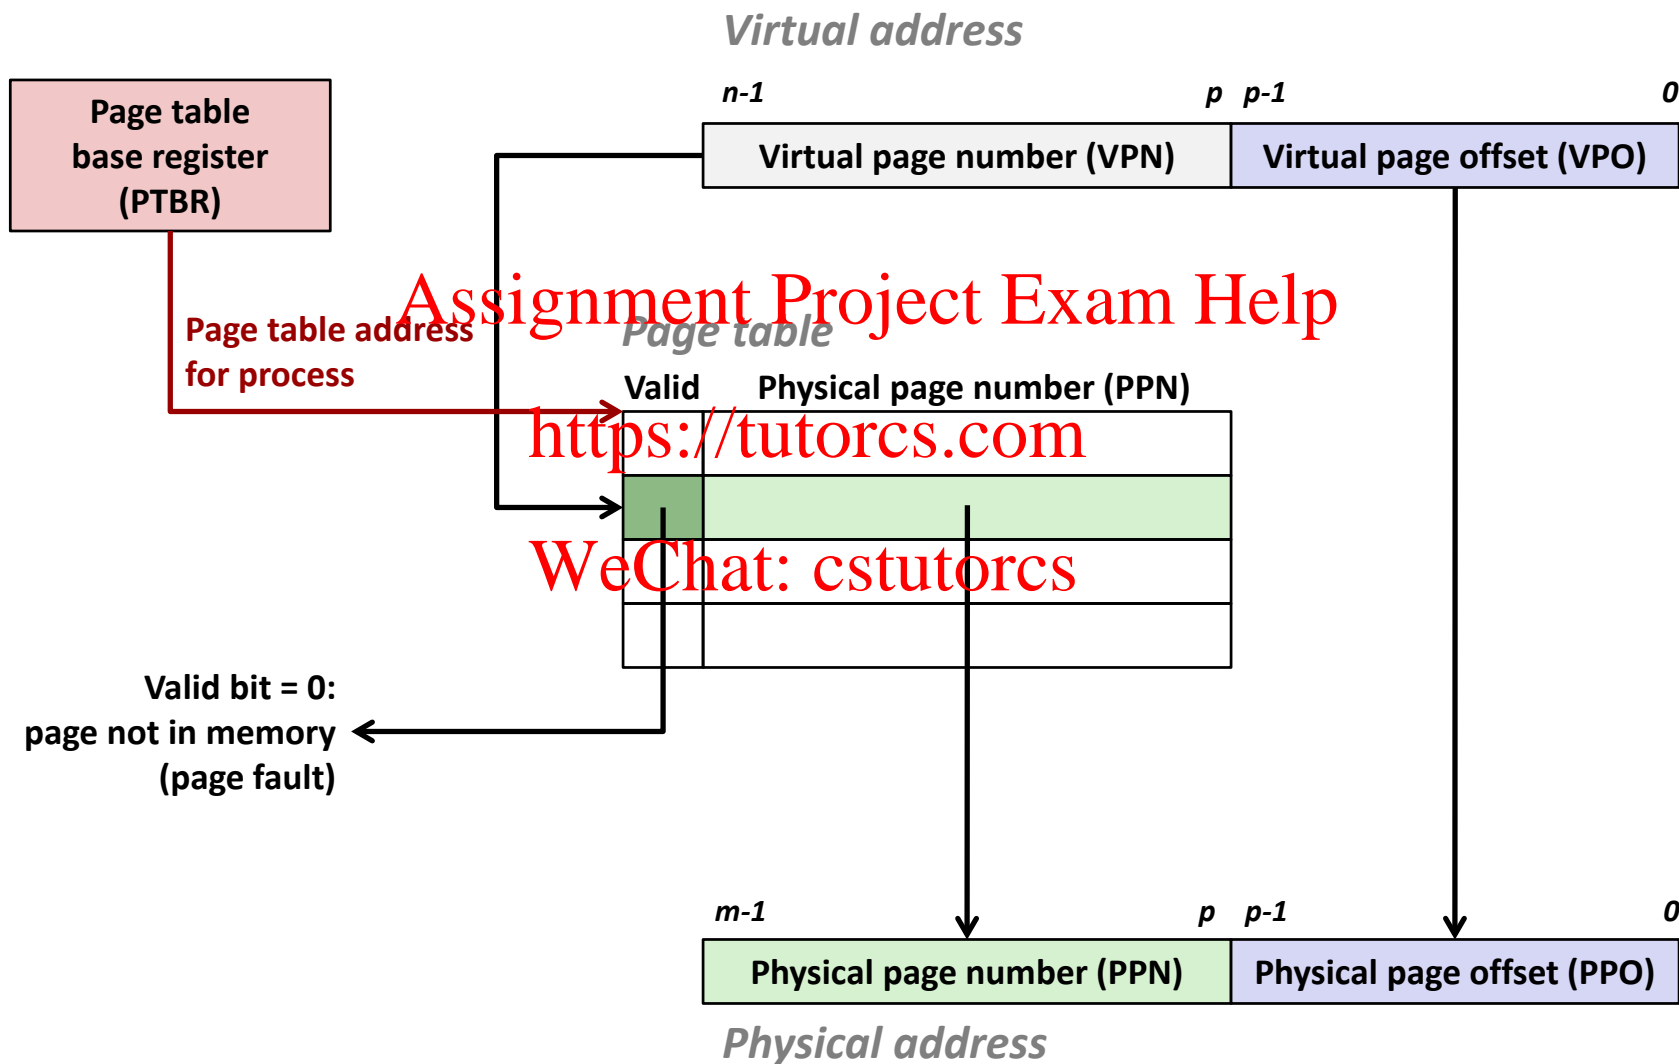 Virtual address
n-1 p p-1 0
Page table
base register
(PTBR)
Virtual page number (VPN) Virtual page offset (VPO)
Assignment Project Exam Help
Page table address
for process
Page table
Valid Physical page number (PPN)
https://tutorcs.com
WeChat: cstutorcs
Valid bit = 0:
page not in memory
(page fault)
m-1 p p-1 0
Physical page number (PPN) Physical page offset (PPO)
Physical address